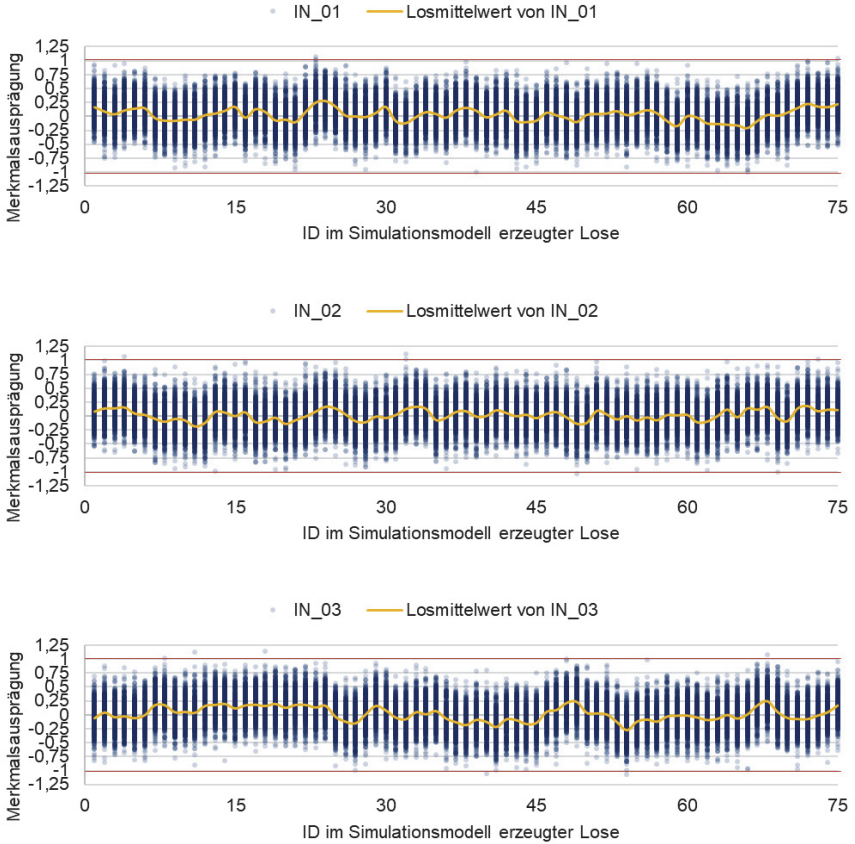 IN_01 Losmittelwert von IN_01
Merkmalsausprägung
1,25
1
0,75
0,5
0,25
0
-0,25
-0,5
-0,75
-1
-1,25
0 15 30 45 60 75
ID im Simulationsmodell erzeugter Lose
IN_02 Losmittelwert von IN_02
Merkmalsausprägung
1,25
1
0,75
0,5
0,25
0
-0,25
-0,5
-0,75
-1
-1,25
0 15 30 45 60 75
ID im Simulationsmodell erzeugter Lose
IN_03 Losmittelwert von IN_03
Merkmalsausprägung
1,25
1
0,75
0,5
0,25
0
-0,25
-0,5
-0,75
-1
-1,25
0 15 30 45 60 75
ID im Simulationsmodell erzeugter Lose